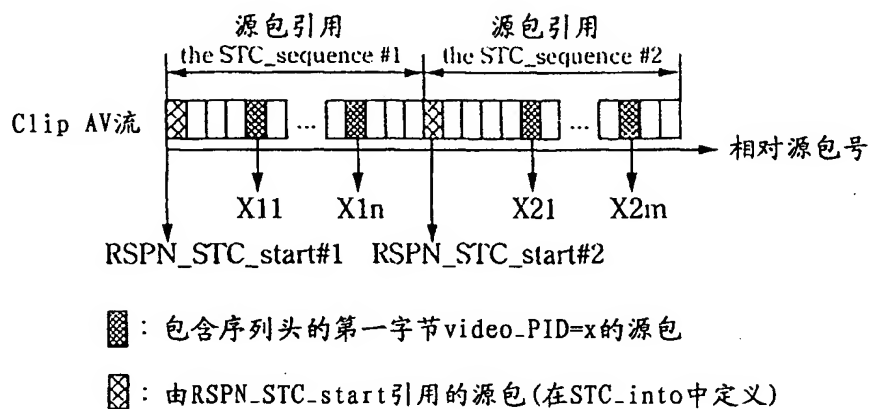 源包引用 源包引用
the STC_sequence #1 the STC_sequence #2
Clip AV流
...
...
相对源包号
X11 X1n X21 X2m
RSPN_STC_start#1 RSPN_STC_start#2
：包含序列头的第一字节video_PID=x的源包
：由RSPN_STC_start引用的源包(在STC_into中定义)